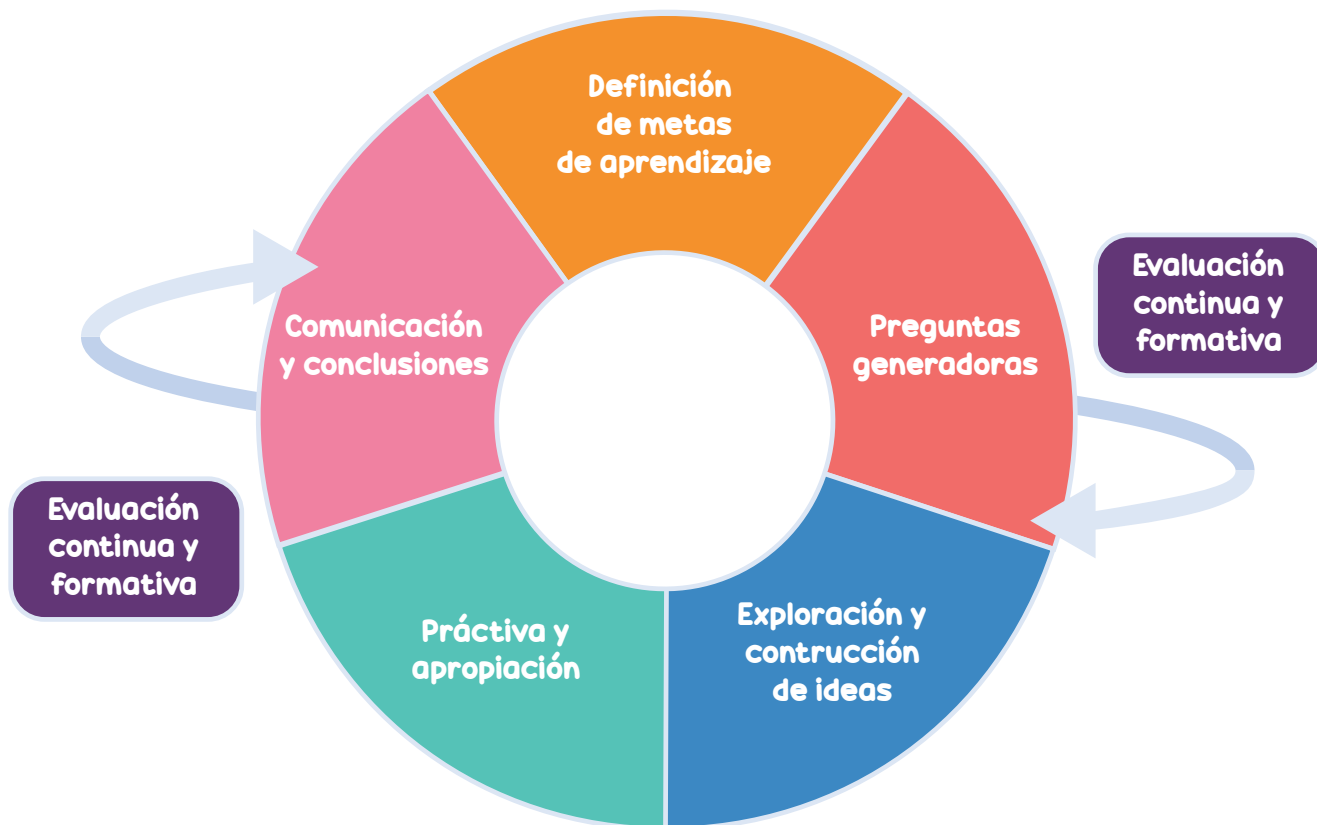 Definición
de metas
de aprendizaje
Preguntas
generadoras
Evaluación
continua y
formativa
Exploración y
contrucción
de ideas
Práctiva y
apropiación
Comunicación
y conclusiones
Evaluación
continua y
formativa